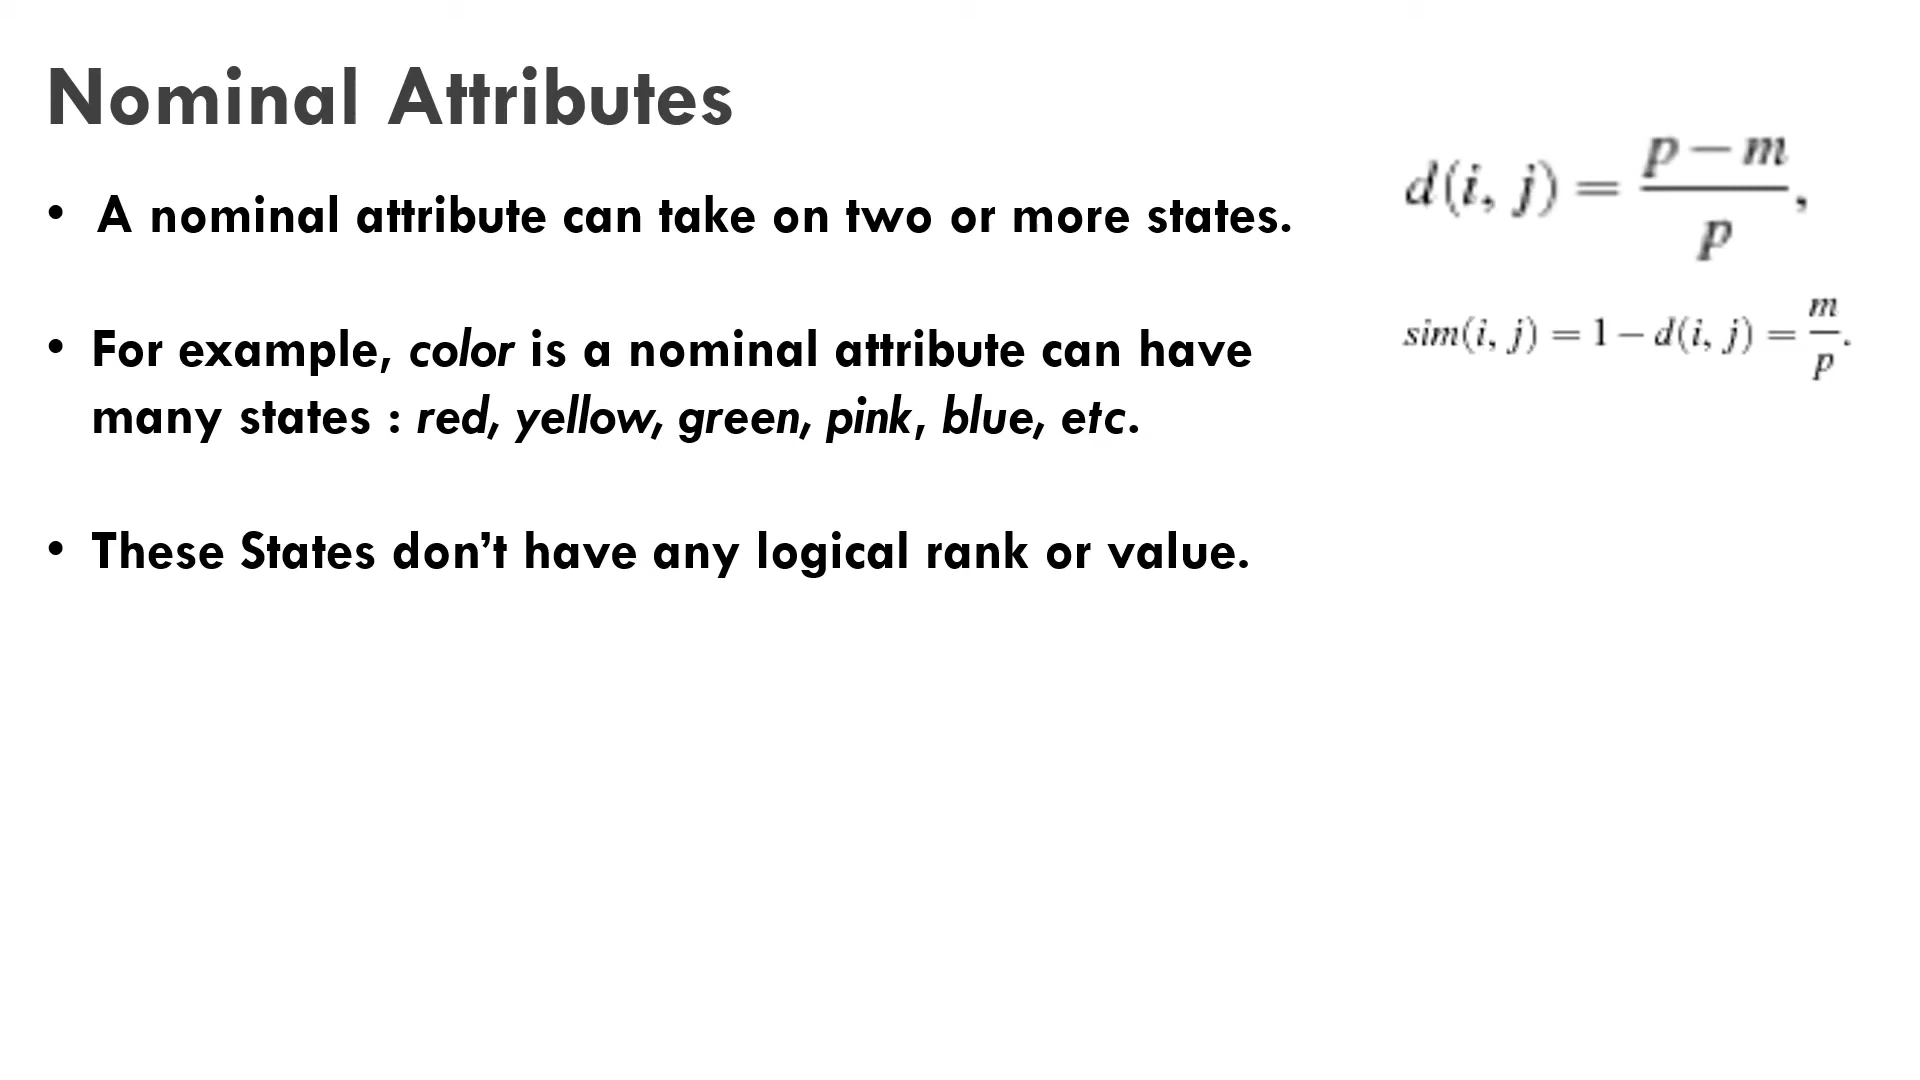 Nominal Attributes
• A nominal attribute can take on two or more states.
• For example, color is a nominal attribute can have
many states : red, yellow, green, pink, blue, etc.
• These States don’t have any logical rank or value.
d(i, j) = \frac{p − m}{p},
sim(i, j) = 1 − d(i, j) = \frac{m}{p}.